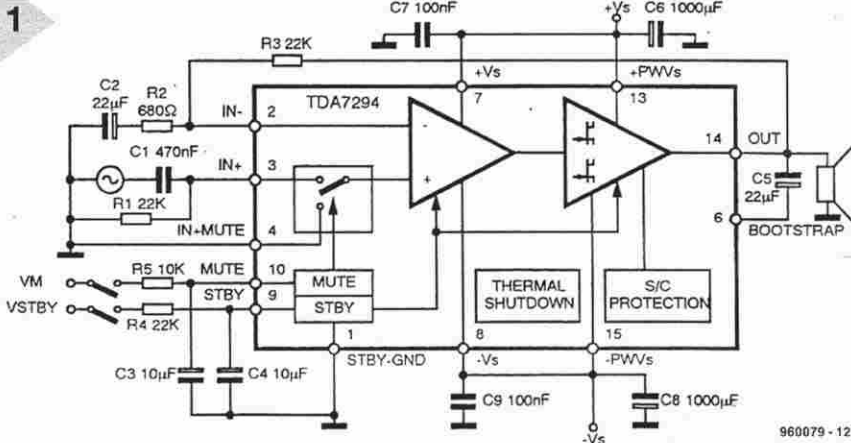 1
C7 100nF
+Vs
C6 1000µF
R3 22K
+Vs
+PWVs
C2
22µF
R2
680Ω
IN-
2
TDA7294
7
13
-
+
14
OUT
C1 470nF
IN+
3
C5
22µF
R1 22K
4
IN+MUTE
6
BOOTSTRAP
VM
R5 10K
MUTE
10
MUTE
THERMAL
SHUTDOWN
S/C
PROTECTION
VSTBY
STBY
9
STBY
R4 22K
1
8
15
STBY-GND
-Vs
-PWVs
C3 10µF
C4 10µF
C9 100nF
C8 1000µF
-Vs
960079 - 12